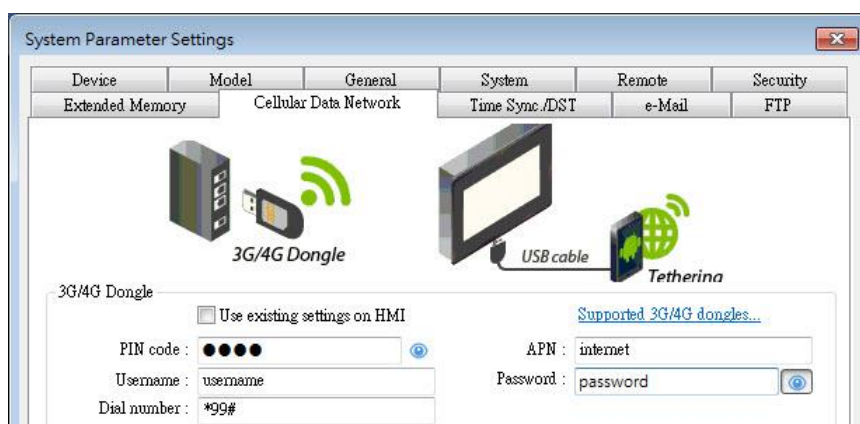 System Parameter Settings
Device Model General System Remote Security
Extended Memory Cellular Data Network Time Sync./DST e-Mail FTP
3G/4G Dongle USB cable Tethering
3G/4G Dongle
Use existing settings on HMI Supported 3G/4G dongles...
PIN code : ●●●● APN : internet
Username : username Password : password
Dial number : *99#